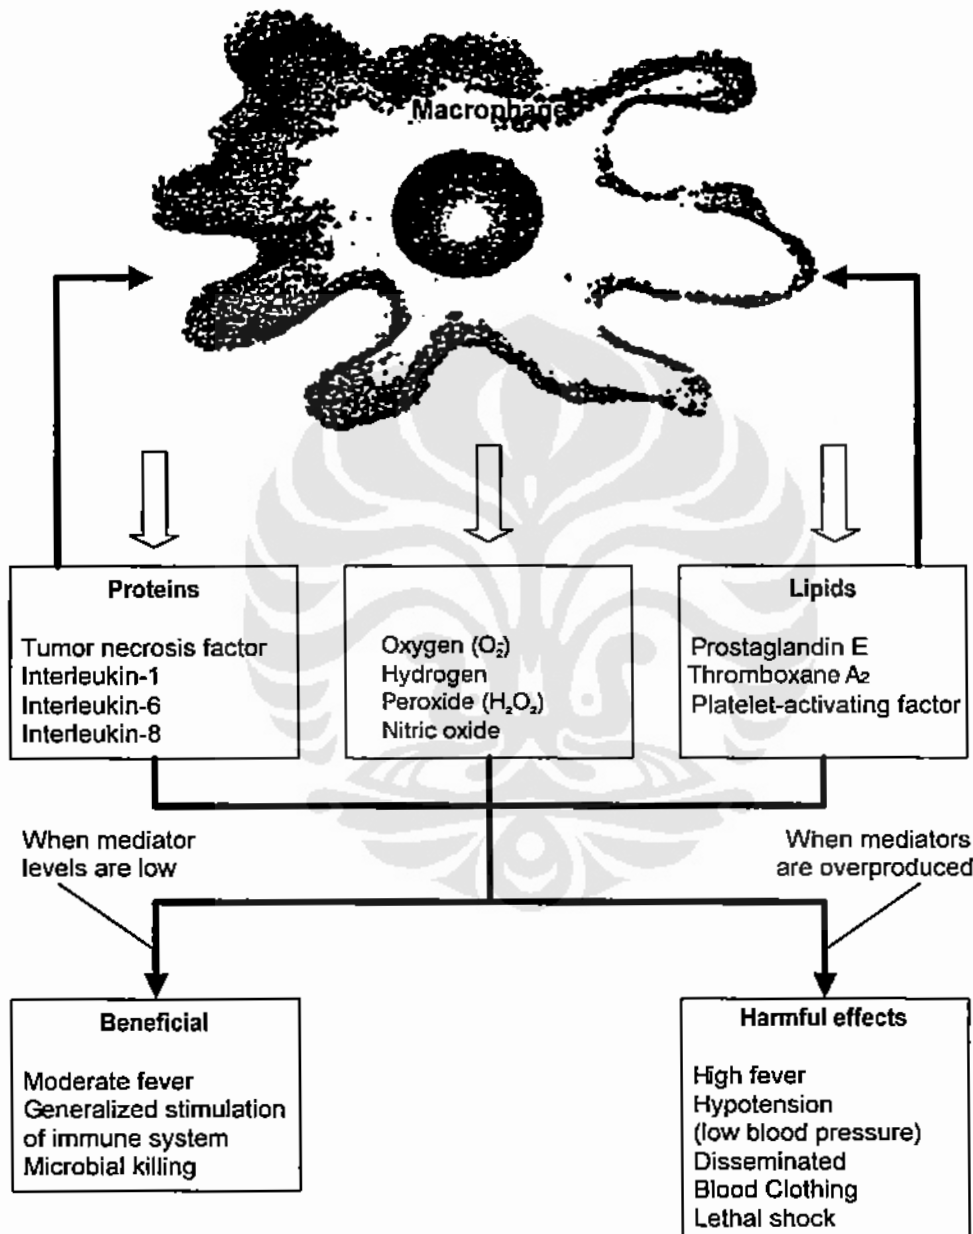 Macrophage
Proteins
Tumor necrosis factor
Interleukin-1
Interleukin-6
Interleukin-8
Oxygen (O₂)
Hydrogen
Peroxide (H₂O₂)
Nitric oxide
Lipids
Prostaglandin E
Thromboxane A2
Platelet-activating factor
When mediator
levels are low
When mediators
are overproduced
Beneficial
Moderate fever
Generalized stimulation
of immune system
Microbial killing
Harmful effects
High fever
Hypotension
(low blood pressure)
Disseminated
Blood Clothing
Lethal shock